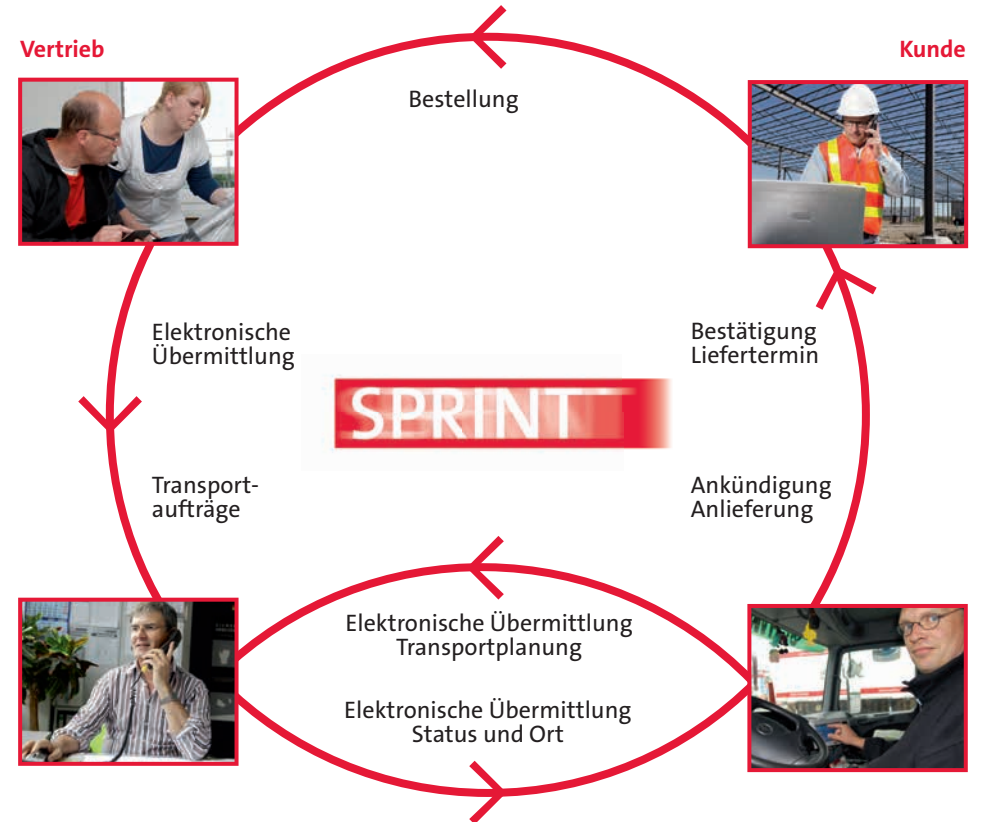 Vertrieb
Kunde
Bestellung
Elektronische
Übermittlung
Bestätigung
Liefertermin
SPRINT
Transport-
aufträge
Ankündigung
Anlieferung
Elektronische Übermittlung
Transportplanung
Elektronische Übermittlung
Status und Ort